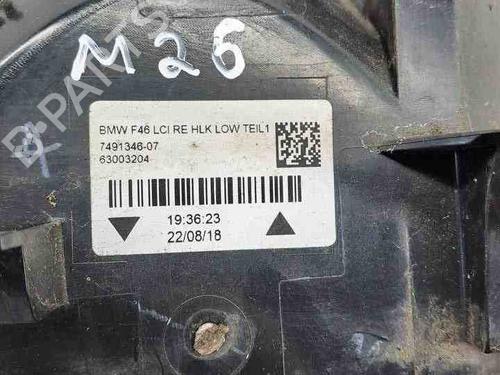 M26
BMW F46 LCI RE HLK LOW TEIL1
7491346-07
63003204
19:36:23
22/08/18